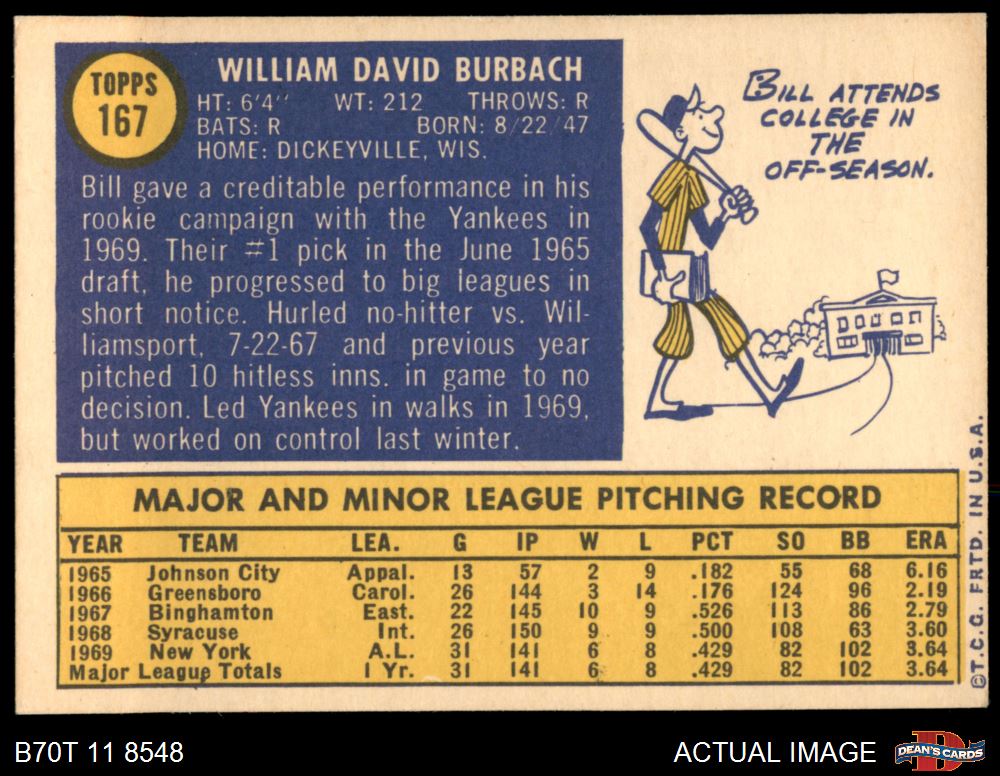 TOPPS
167
WILLIAM DAVID BURBACH
HT: 6'4" WT: 212 THROWS: R
BATS: R BORN: 8/22/47
HOME: DICKEYVILLE, WIS.
Bill gave a creditable performance in his
rookie campaign with the Yankees in
1969. Their #1 pick in the June 1965
draft, he progressed to big leagues in
short notice. Hurled no-hitter vs. Wil-
liamsport, 7-22-67 and previous year
pitched 10 hitless inns. in game to no
decision. Led Yankees in walks in 1969,
but worked on control last winter.
BILL ATTENDS
COLLEGE IN
THE
OFF-SEASON.
MAJOR AND MINOR LEAGUE PITCHING RECORD
YEAR TEAM LEA. G IP W L PCT SO BB ERA
1965 Johnson City Appal. 13 57 2 9 .182 55 68 6.16
1966 Greensboro Carol. 26 144 3 14 .176 124 96 2.19
1967 Binghamton East. 22 145 10 9 .526 113 86 2.79
1968 Syracuse Int. 26 150 9 9 .500 108 63 3.60
1969 New York A.L. 31 141 6 8 .429 82 102 3.64
Major League Totals 1 Yr. 31 141 6 8 .429 82 102 3.64
©T.C.G. PRTD. IN U.S.A.
B70T 11 8548
ACTUAL IMAGE
DEAN'S CARDS